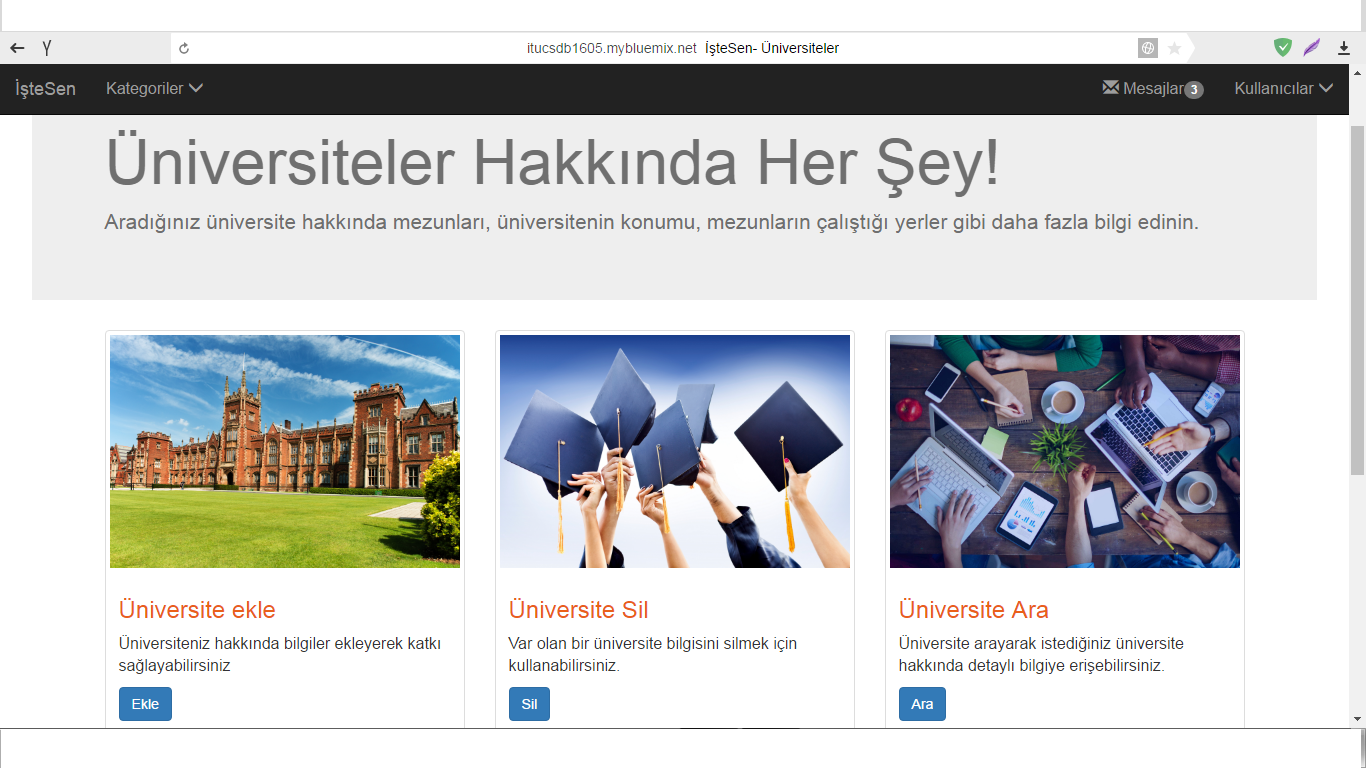 itucsdb1605.mybluemix.net İşteSen- Üniversiteler
İşteSen Kategoriler Mesajlar 3 Kullanıcılar
Üniversiteler Hakkında Her Şey!
Aradığınız üniversite hakkında mezunları, üniversitenin konumu, mezunların çalıştığı yerler gibi daha fazla bilgi edinin.
Üniversite ekle
Üniversiteniz hakkında bilgiler ekleyerek katkı
sağlayabilirsiniz
Ekle
Üniversite Sil
Var olan bir üniversite bilgisini silmek için
kullanabilirsiniz.
Sil
Üniversite Ara
Üniversite arayarak istediğiniz üniversite
hakkında detaylı bilgiye erişebilirsiniz.
Ara